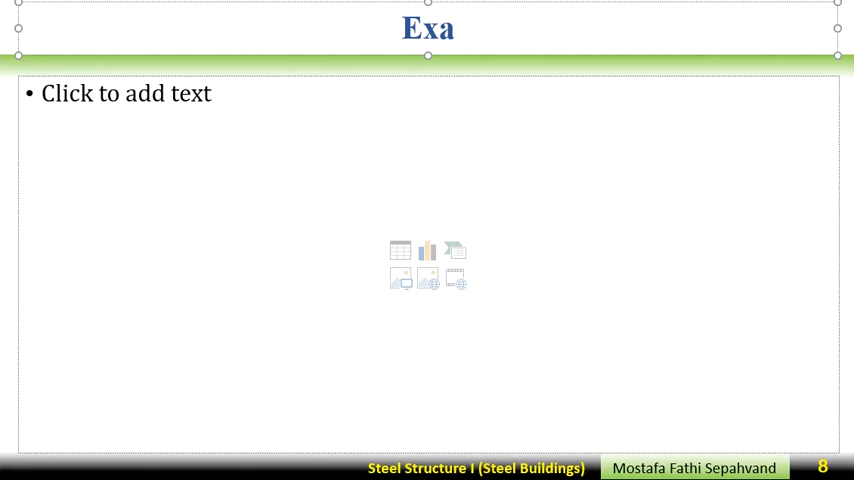 Exa
• Click to add text
Steel Structure I (Steel Buildings)
Mostafa Fathi Sepahvand
8